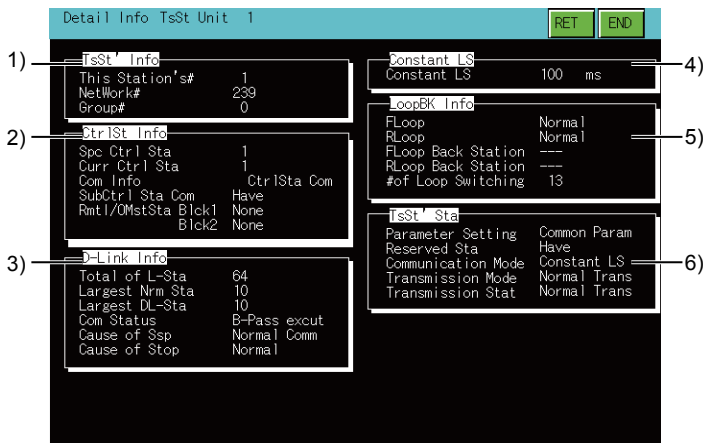 Detail Info TsSt Unit 1
RET END
1)
TsSt' Info
This Station's# 1
NetWork# 239
Group# 0
2)
CtrlSt Info
Spc Ctrl Sta 1
Curr Ctrl Sta 1
Com Info CtrlSta Com
SubCtrl Sta Com Have
Rmtl/OMstSta Blck1 None
Blck2 None
3)
D-Link Info
Total of L-Sta 64
Largest Nrm Sta 10
Largest DL-Sta 10
Com Status B-Pass excut
Cause of Ssp Normal Comm
Cause of Stop Normal
Constant LS
4)
Constant LS 100 ms
LoopBK Info
FLoop Normal
RLoop Normal
5)
FLoop Back Station ---
RLoop Back Station ---
#of Loop Switching 13
TsSt' Sta
Parameter Setting Common Param
Reserved Sta Have
Communication Mode Constant LS
6)
Transmission Mode Normal Trans
Transmission Stat Normal Trans